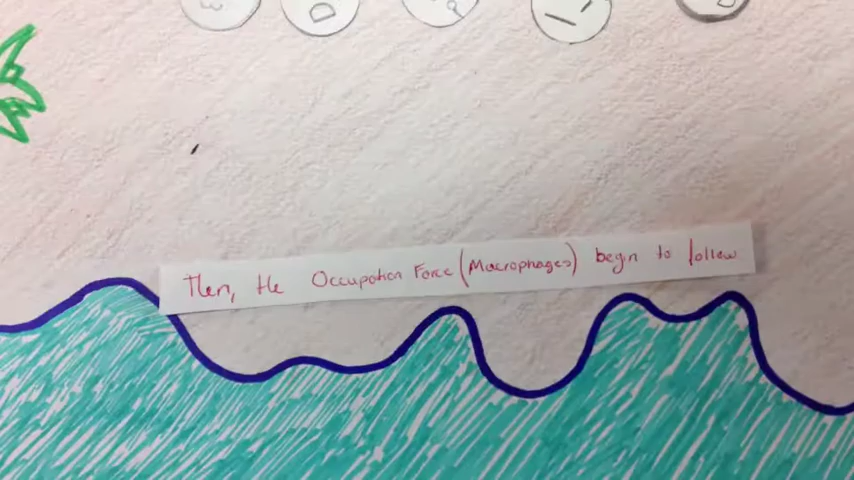 Then, the Occupation Force (Macrophages) begin to follow